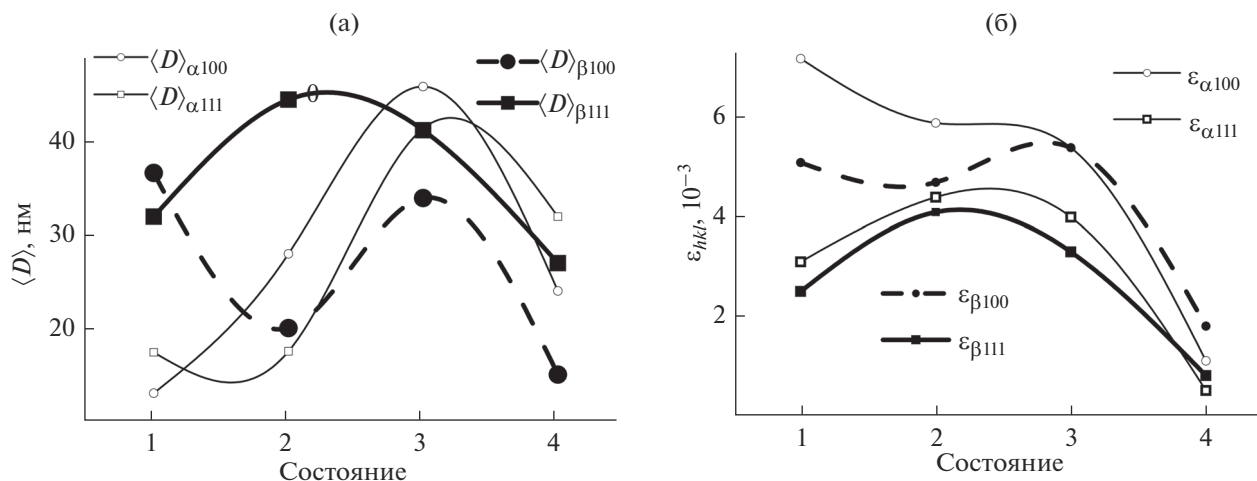 (а)
⟨D⟩α100
⟨D⟩α111
⟨D⟩β100
⟨D⟩β111
0
40
30
20
⟨D⟩, нм
1 2 3 4
Состояние
(б)
εα100
εα111
εβ100
εβ111
6
4
2
εhkl, 10−3
1 2 3 4
Состояние